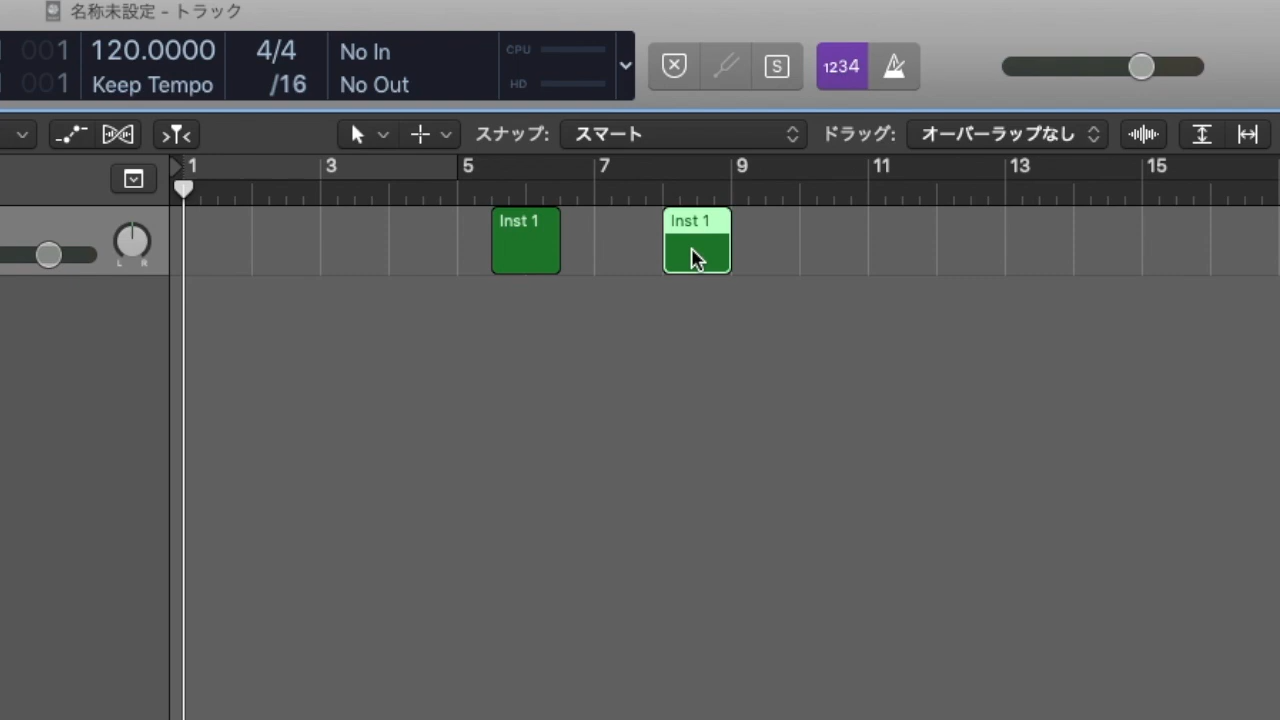 名称未設定 - トラック
001 120.0000 4/4 No In CPU
001 Keep Tempo /16 No Out HD
S 1234
スナップ: スマート ドラッグ: オーバーラップなし
1 3 5 7 9 11 13 15
Inst 1 Inst 1
L R